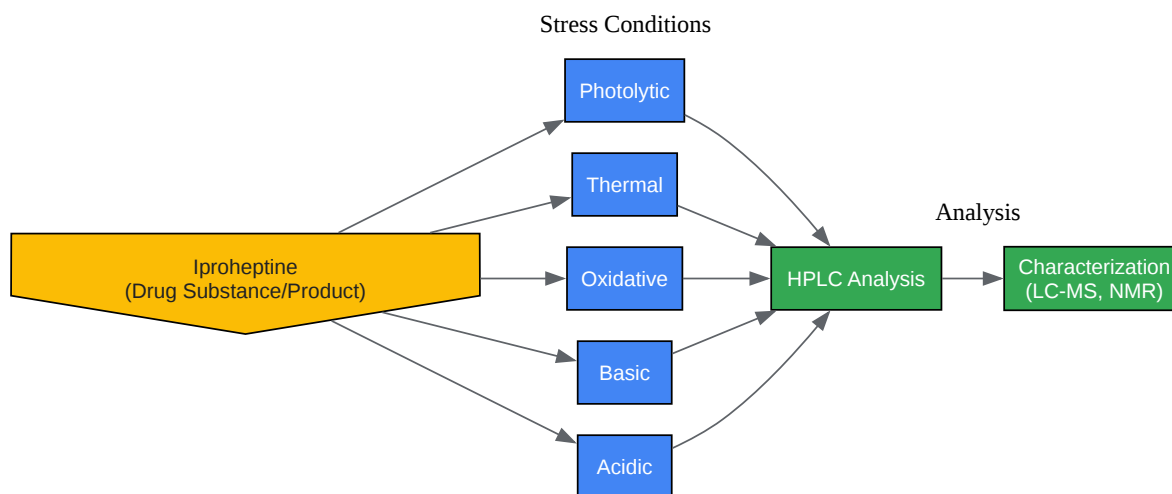 Stress Conditions
Photolytic
Thermal
Analysis
Iproheptine
(Drug Substance/Product)
Oxidative
HPLC Analysis
Characterization
(LC-MS, NMR)
Basic
Acidic